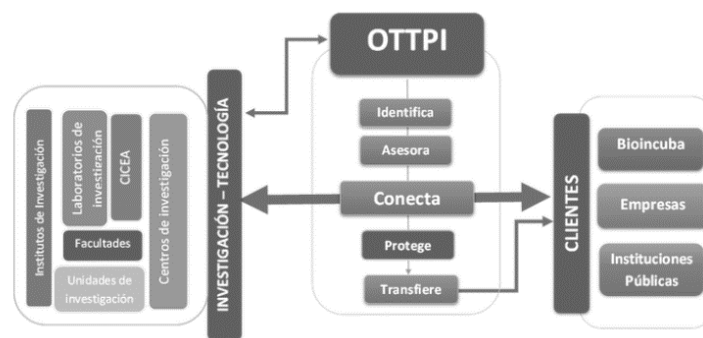 OTTPI
Identifica
Asesora
Conecta
Protege
Transfiere
INVESTIGACIÓN – TECNOLOGÍA
Institutos de Investigación
Laboratorios de
investigación
CICEA
Facultades
Unidades de
investigación
Centros de investigación
CLIENTES
Bioincuba
Empresas
Instituciones
Públicas